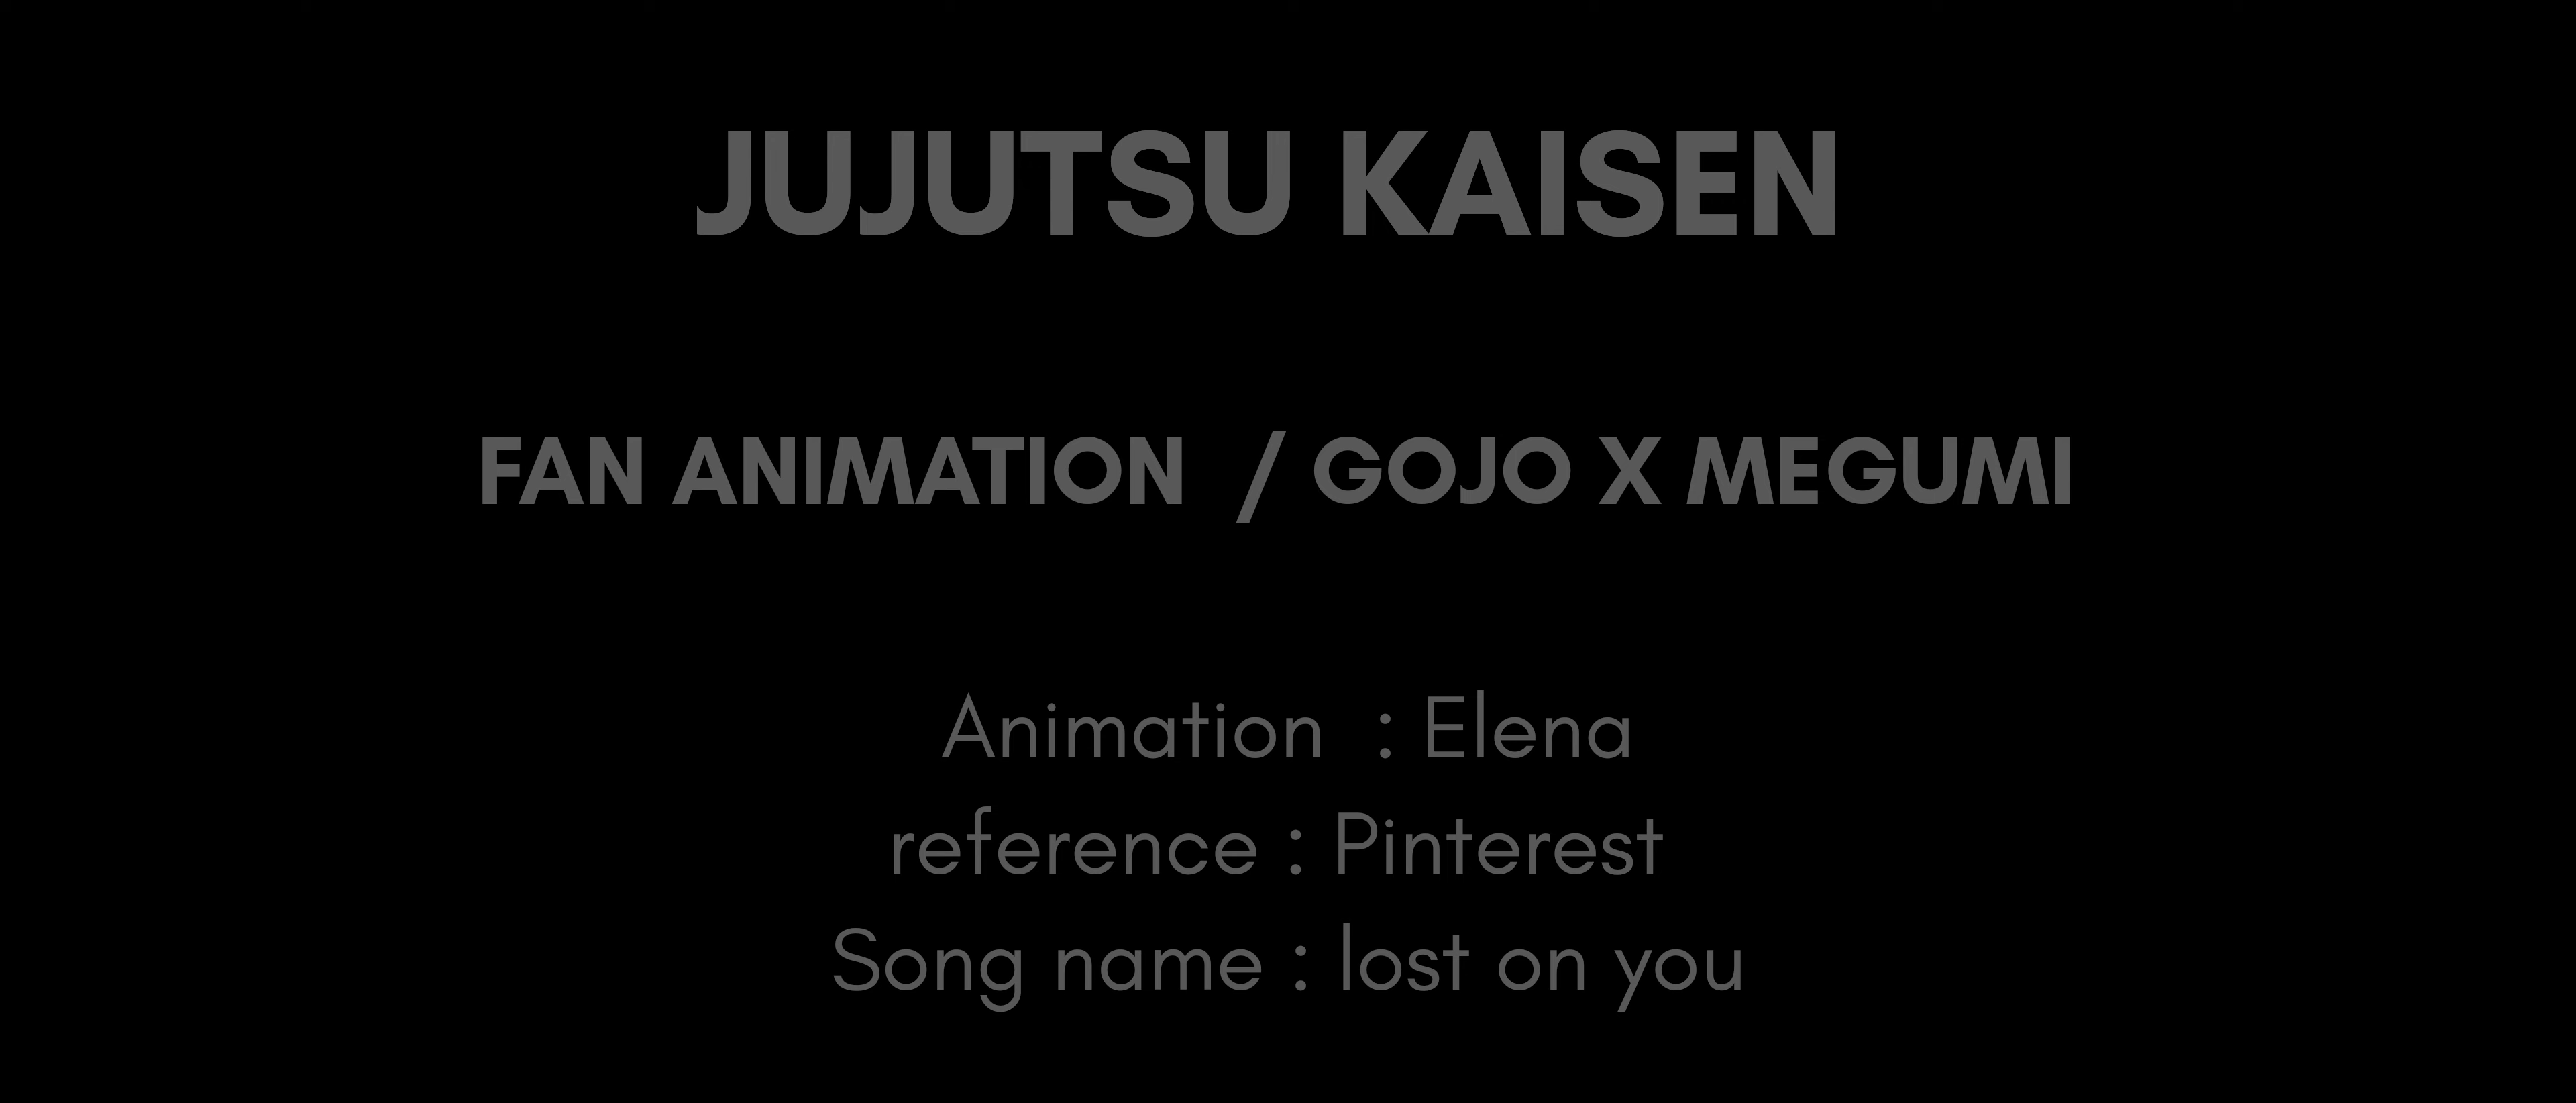 JUJUTSU KAISEN
FAN ANIMATION / GOJO X MEGUMI
Animation : Elena
reference : Pinterest
Song name : lost on you